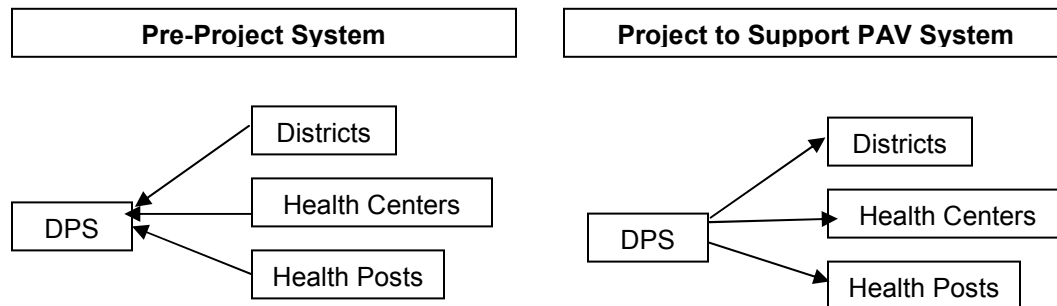 Pre-Project System
Project to Support PAV System
Districts
Health Centers
DPS
Health Posts
Districts
Health Centers
DPS
Health Posts